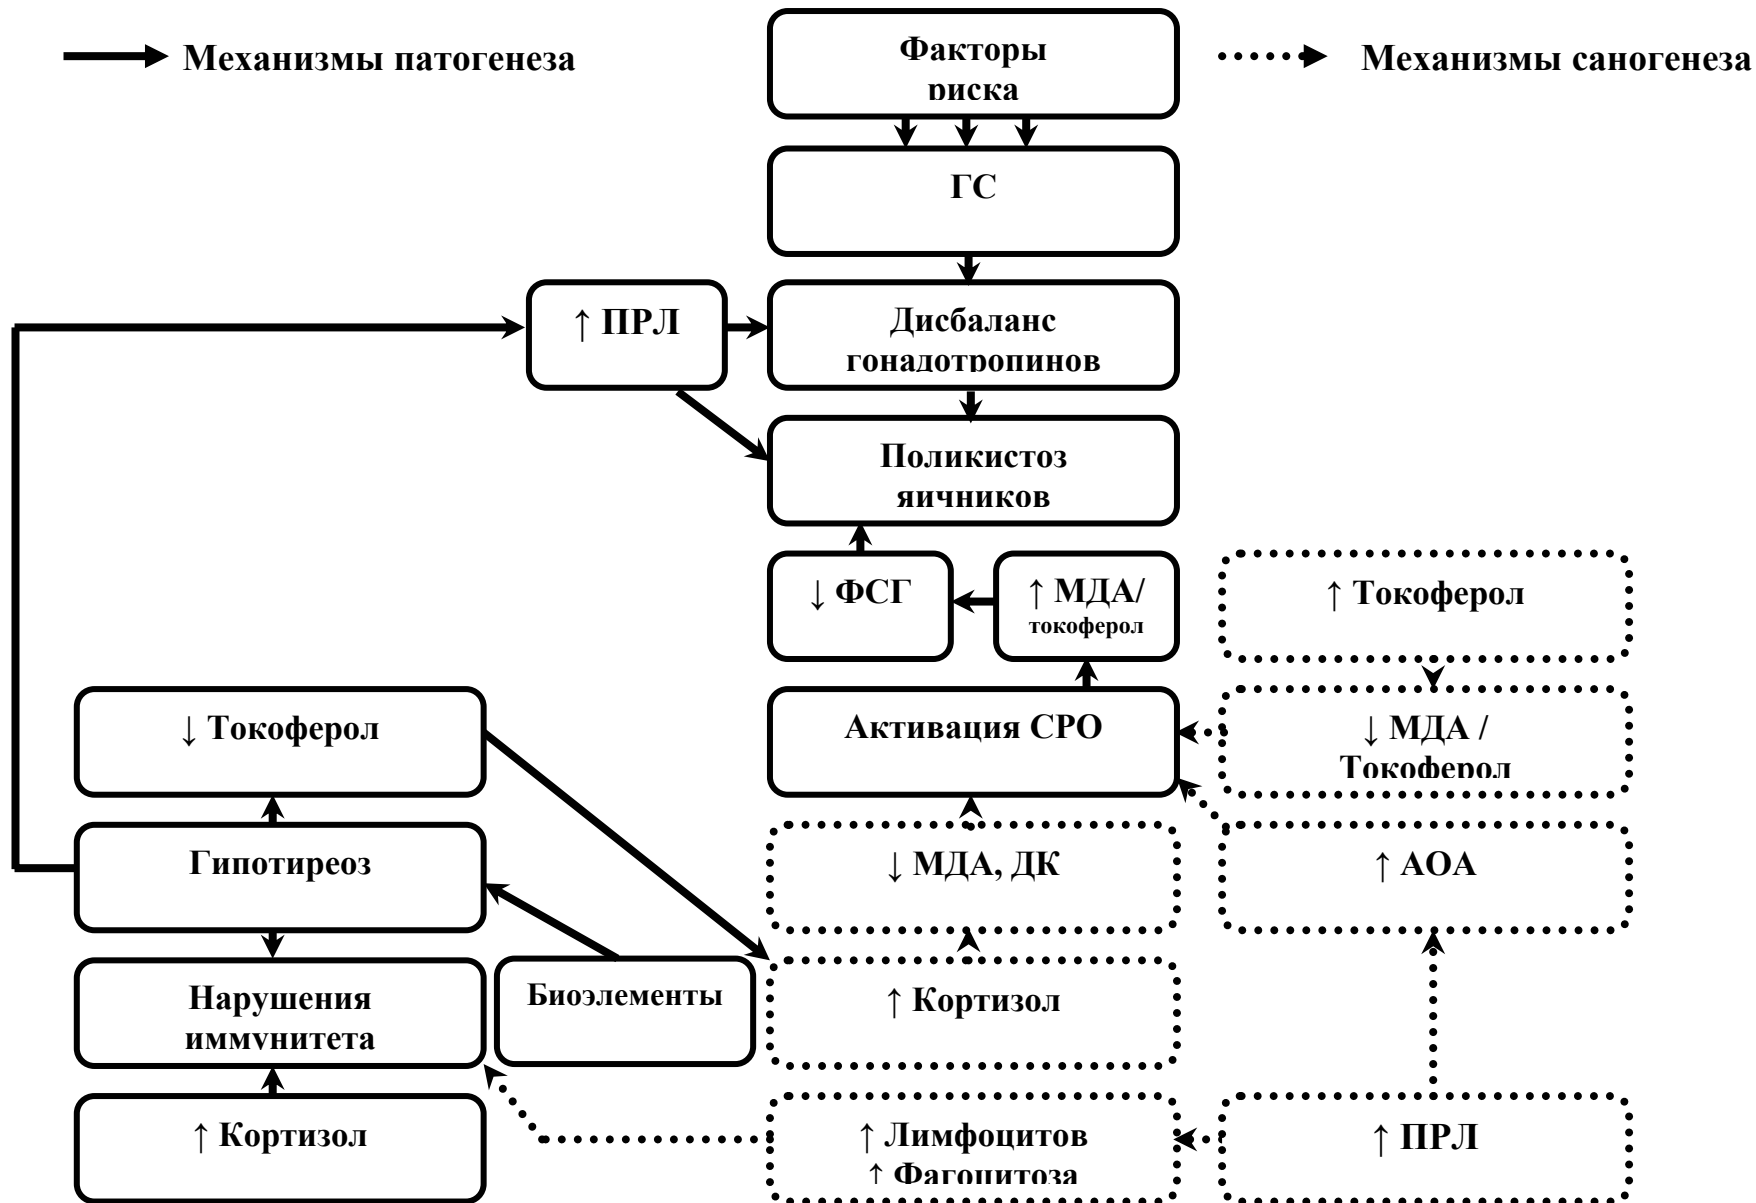 Механизмы патогенеза
Факторы
риска
Механизмы саногенеза
ГС
↑ ПРЛ
Дисбаланс
гонадотропинов
Поликистоз
яичников
↓ ФСГ
↑ МДА/
токоферол
↑ Токоферол
↓ Токоферол
Активация СРО
↓ МДА /
Токоферол
Гипотиреоз
↓ МДА, ДК
↑ АОА
Нарушения
иммунитета
Биоэлементы
↑ Кортизол
↑ Кортизол
↑ Лимфоцитов
↑ Фагоцитоза
↑ ПРЛ